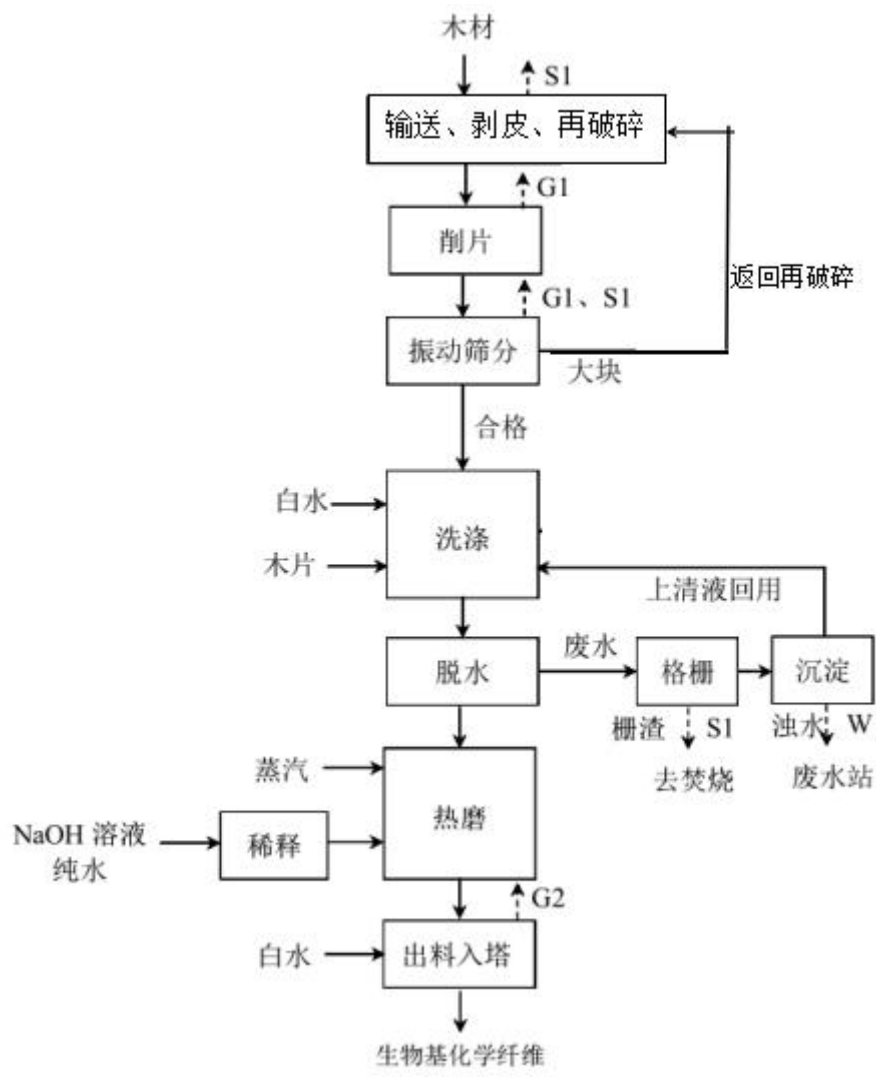 木材
S1
输送、剥皮、再破碎
G1
削片
返回再破碎
G1、S1
振动筛分
大块
合格
白水
洗涤
木片
上清液回用
废水
脱水
格栅
沉淀
栅渣 S1
浊水 W
去焚烧
废水站
蒸汽
热磨
NaOH 溶液
纯水
稀释
G2
白水
出料入塔
生物基化学纤维